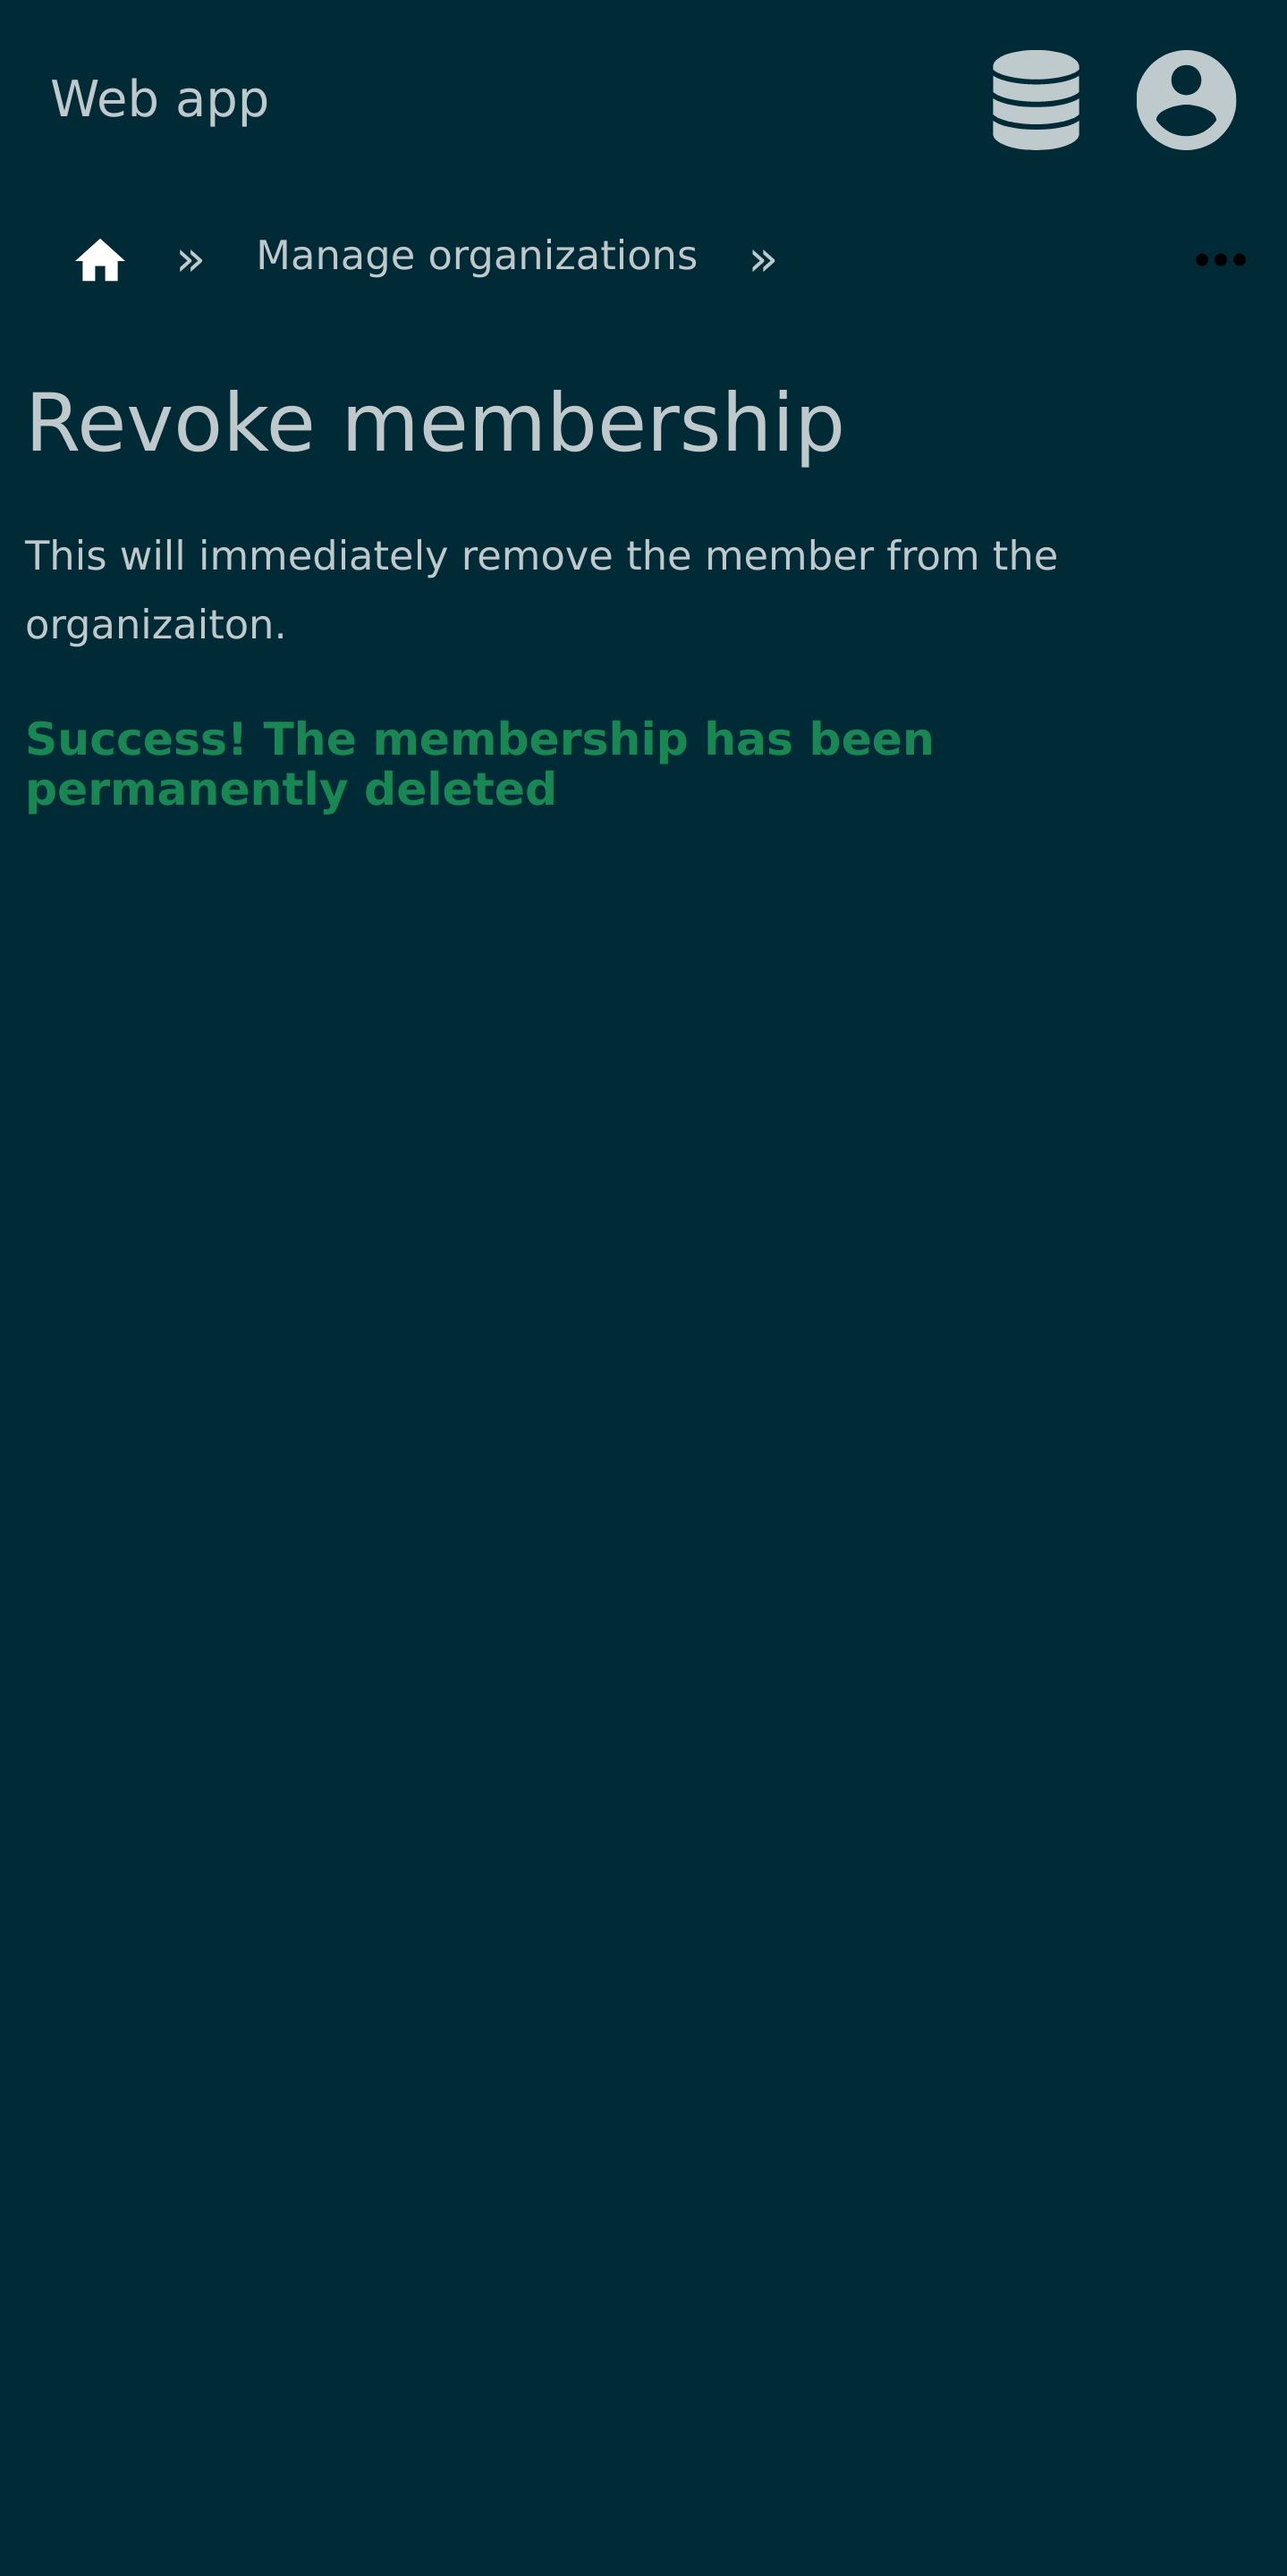 Web app
» Manage organizations »
Revoke membership
This will immediately remove the member from the
organizaiton.
Success! The membership has been
permanently deleted